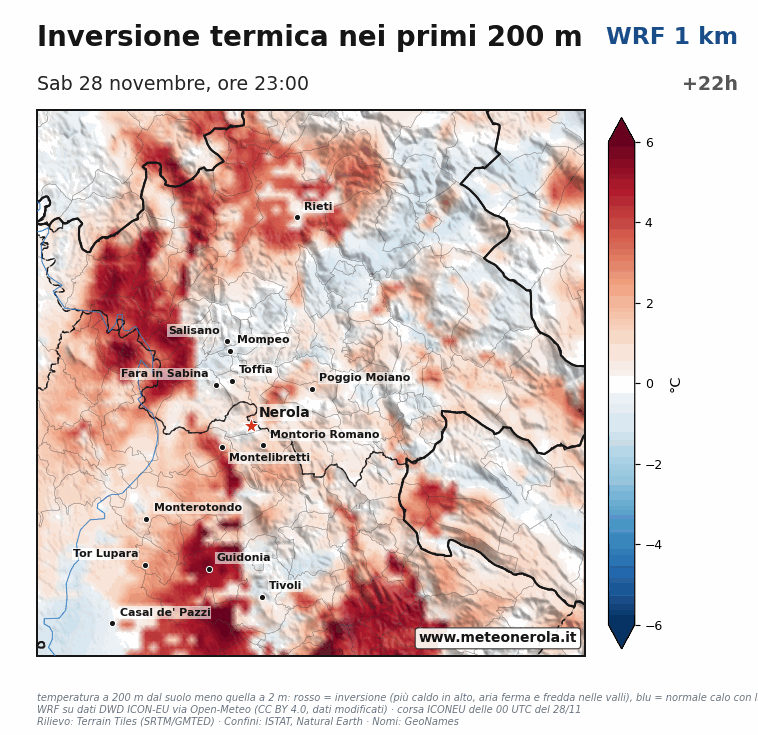 Inversione termica nei primi 200 m
WRF 1 km
Sab 28 novembre, ore 23:00
+22h
Rieti
Salisano
Mompeo
Fara in Sabina
Toffia
Poggio Moiano
Nerola
Montorio Romano
Montelibretti
Monterotondo
Tor Lupara
Guidonia
Tivoli
Casal de' Pazzi
www.meteonerola.it
6
4
2
0
−2
−4
−6
°C
temperatura a 200 m dal suolo meno quella a 2 m: rosso = inversione (più caldo in alto, aria ferma e fredda nelle valli), blu = normale calo con l
WRF su dati DWD ICON-EU via Open-Meteo (CC BY 4.0, dati modificati) · corsa ICONEU delle 00 UTC del 28/11
Rilievo: Terrain Tiles (SRTM/GMTED) · Confini: ISTAT, Natural Earth · Nomi: GeoNames